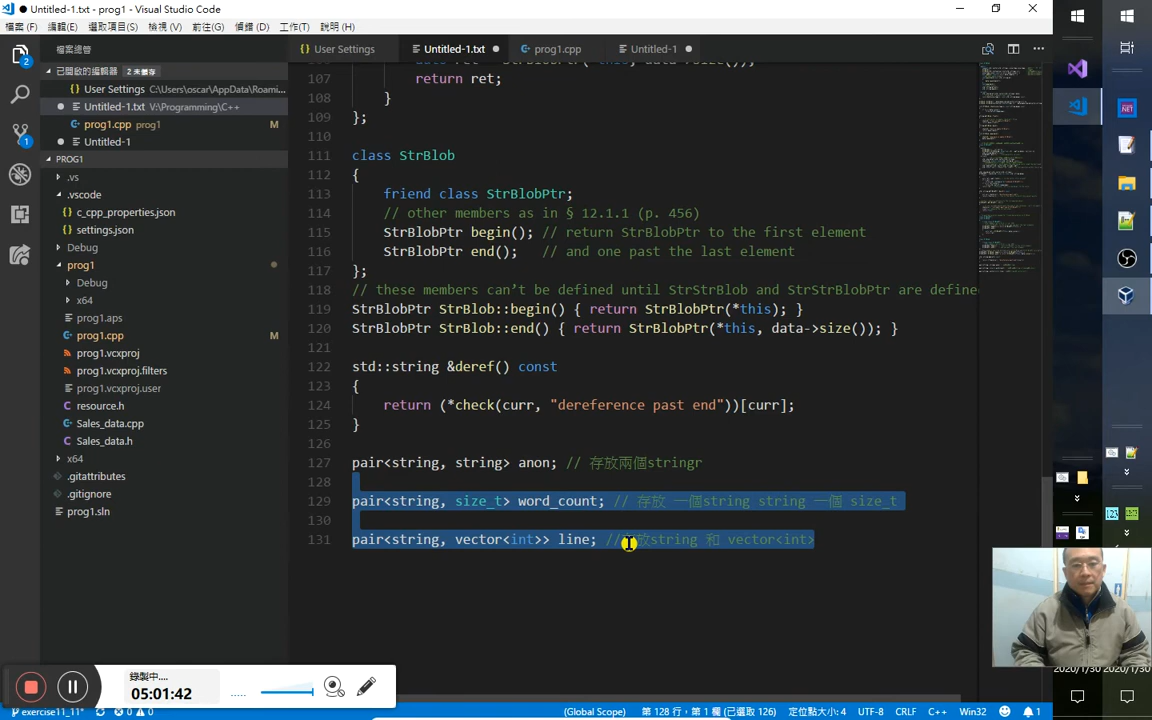 ● Untitled-1.txt - prog1 - Visual Studio Code
檔案 (F) 編輯(E) 選取項目(S) 檢視 (V) 前往(G) 偵錯 (D) 工作(T) 說明 (H)
檔案總管
User Settings
Untitled-1.txt
prog1.cpp
Untitled-1
已開啟的編輯器 2 未儲存
User Settings C:\Users\oscar\AppData\Roami...
Untitled-1.txt V:\Programming\C++
prog1.cpp prog1 M
Untitled-1
PROG1
.vs
.vscode
c_cpp_properties.json
settings.json
Debug
prog1
Debug
x64
prog1.aps
prog1.cpp M
prog1.vcxproj
prog1.vcxproj.filters
prog1.vcxproj.user
resource.h
Sales_data.cpp
Sales_data.h
x64
.gitattributes
.gitignore
prog1.sln
107 return ret;
108 }
109 };
110
111 class StrBlob
112 {
113 friend class StrBlobPtr;
114 // other members as in § 12.1.1 (p. 456)
115 StrBlobPtr begin(); // return StrBlobPtr to the first element
116 StrBlobPtr end(); // and one past the last element
117 };
118 // these members can't be defined until StrStrBlob and StrStrBlobPtr are define
119 StrBlobPtr StrBlob::begin() { return StrBlobPtr(*this); }
120 StrBlobPtr StrBlob::end() { return StrBlobPtr(*this, data->size()); }
121
122 std::string &deref() const
123 {
124 return (*check(curr, "dereference past end"))[curr];
125 }
126
127 pair<string, string> anon; // 存放兩個stringr
128
129 pair<string, size_t> word_count; // 存放 一個string string 一個 size_t
130
131 pair<string, vector<int>> line; // 放string 和 vector<int>
錄製中....
05:01:42
exercise11_11* 0 0
(Global Scope) 第 128 行，第 1 欄 (已選取 126) 定位點大小: 4 UTF-8 CRLF C++ Win32 1
2020/1/30 2020/1/30